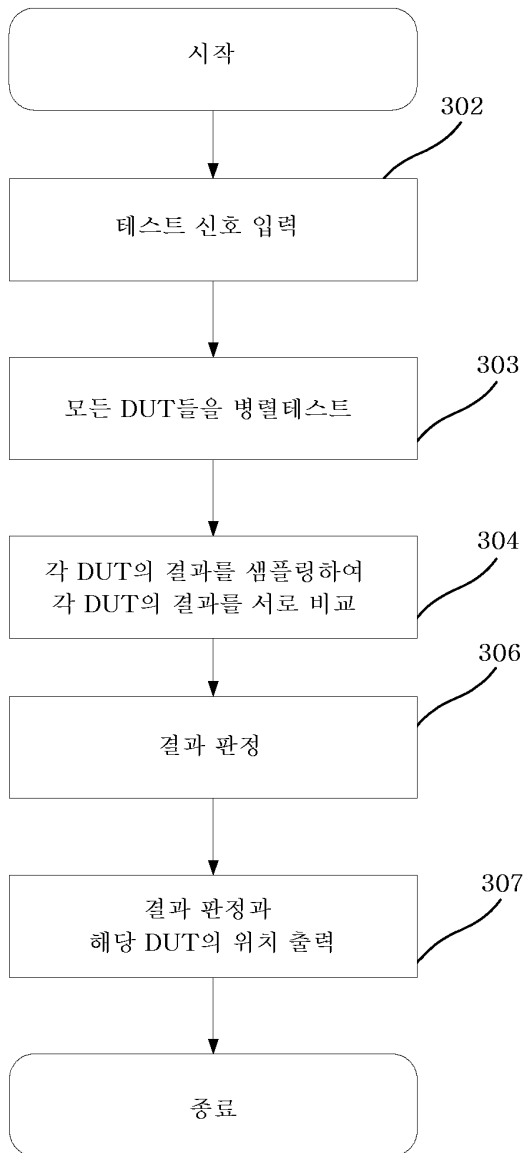 시작
302
테스트 신호 입력
303
모든 DUT들을 병렬테스트
304
각 DUT의 결과를 샘플링하여
각 DUT의 결과를 서로 비교
306
결과 판정
307
결과 판정과
해당 DUT의 위치 출력
종료